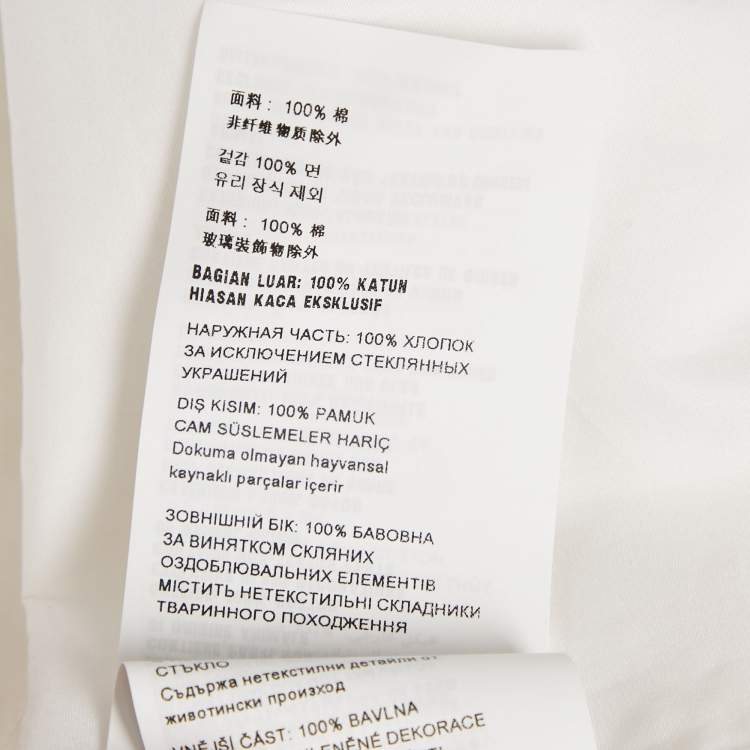 面料： 100% 棉
非纤维物质除外
겉감 100% 면
유리 장식 제외
面料： 100% 棉
玻璃裝飾物除外
BAGIAN LUAR: 100% KATUN
HIASAN KACA EKSKLUSIF
НАРУЖНАЯ ЧАСТЬ: 100% ХЛОПОК
ЗА ИСКЛЮЧЕНИЕМ СТЕКЛЯННЫХ
УКРАШЕНИЙ
DIŞ KISIM: 100% PAMUK
CAM SÜSLEMELER HARİÇ
Dokuma olmayan hayvansal
kaynaklı parçalar içerir
ЗОВНІШНІЙ БІК: 100% БАВОВНА
ЗА ВИНЯТКОМ СКЛЯНИХ
ОЗДОБЛЮВАЛЬНИХ ЕЛЕМЕНТІВ
МІСТИТЬ НЕТЕКСТИЛЬНІ СКЛАДНИКИ
ТВАРИННОГО ПОХОДЖЕННЯ
СТЪКЛО
Съдържа нетекстилни детайли от
животински произход
VNĚJŠÍ ČÁST: 100% BAVLNA
DEKORACE